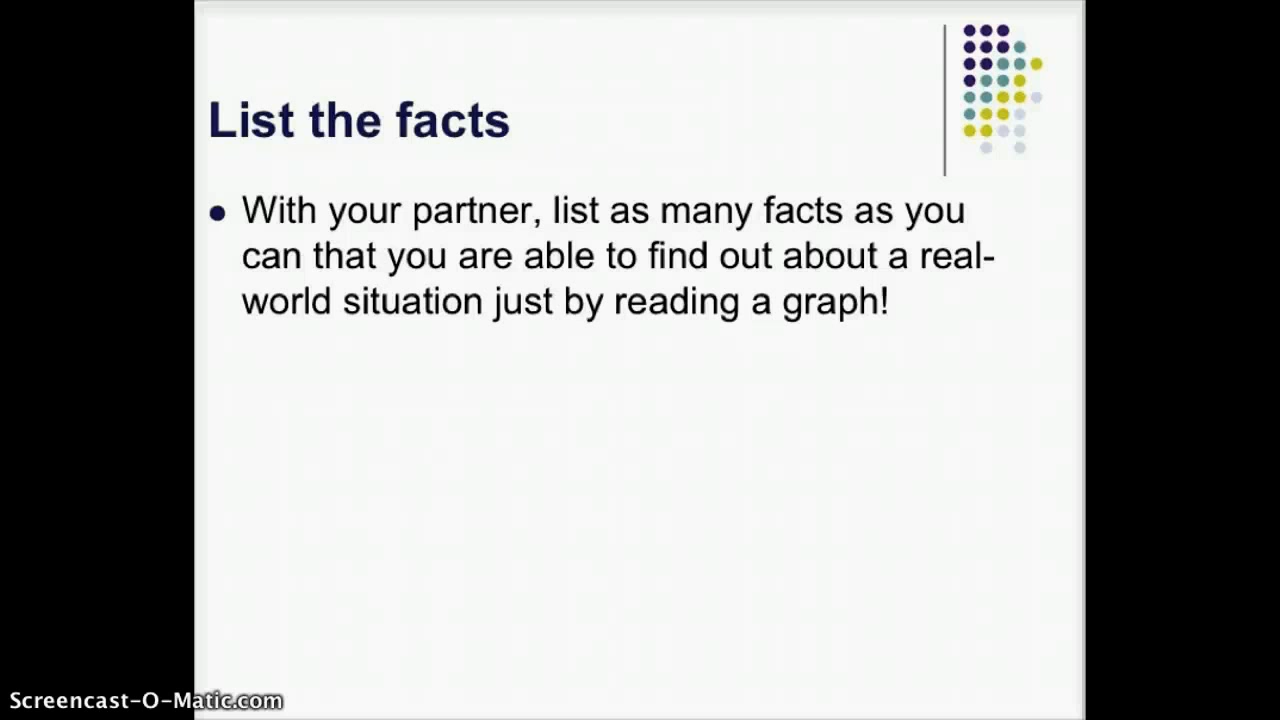 List the facts
With your partner, list as many facts as you
can that you are able to find out about a real-
world situation just by reading a graph!
Screencast-O-Matic.com